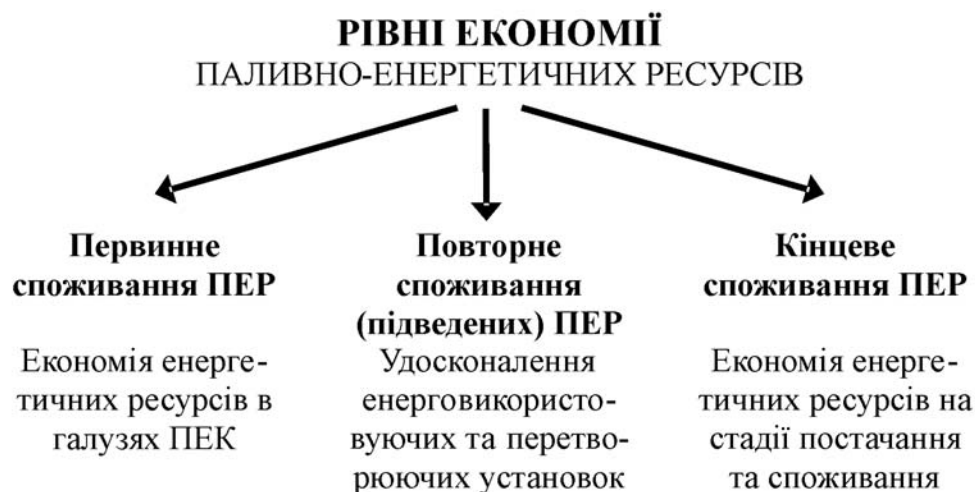 РІВНІ ЕКОНОМІЇ
ПАЛИВНО-ЕНЕРГЕТИЧНИХ РЕСУРСІВ
Первинне
споживання ПЕР
Економія енерге-
тичних ресурсів в
галузях ПЕК
Повторне
споживання
(підведених) ПЕР
Удосконалення
енерговикористо-
вуючих та перетво-
рюючих установок
Кінцеве
споживання ПЕР
Економія енерге-
тичних ресурсів на
стадії постачання
та споживання